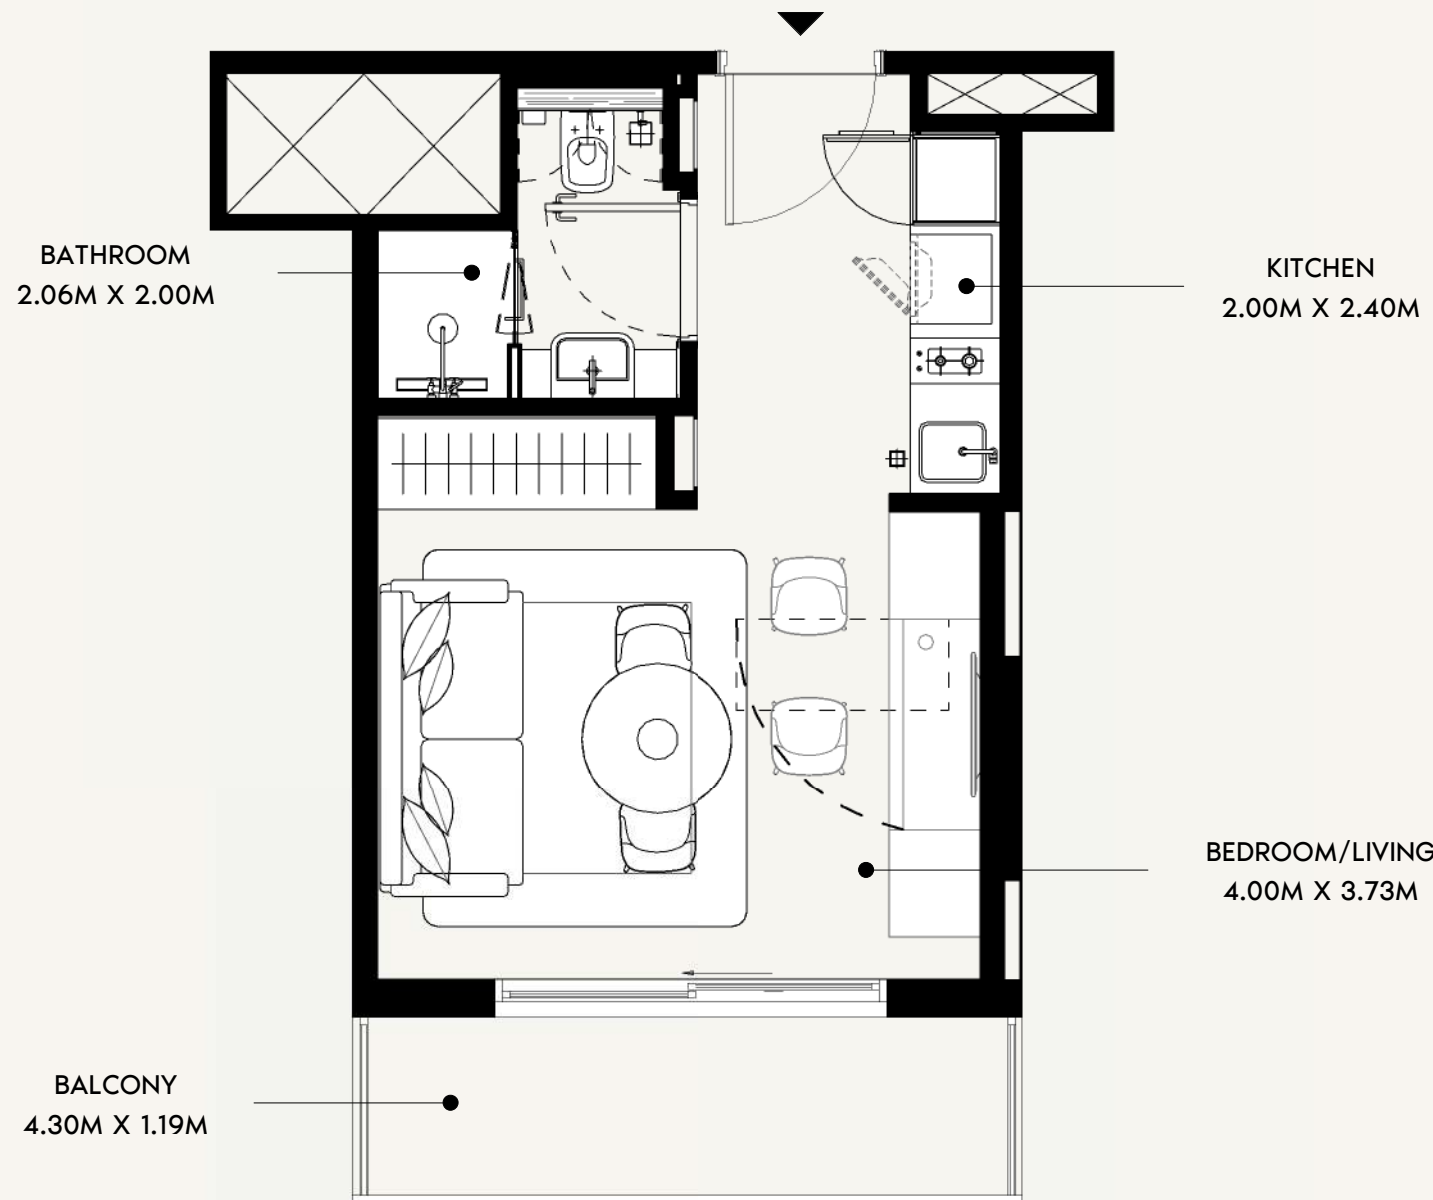 BATHROOM
2.06M X 2.00M
KITCHEN
2.00M X 2.40M
BEDROOM/LIVING
4.00M X 3.73M
BALCONY
4.30M X 1.19M